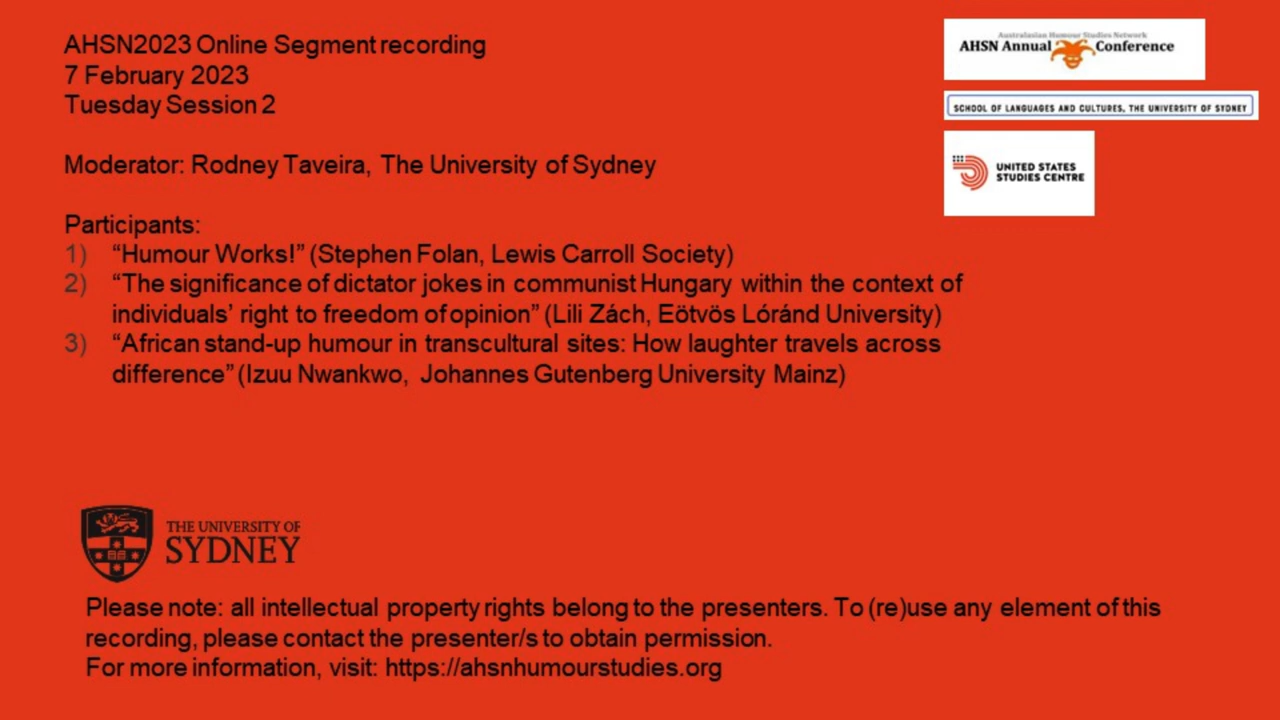 AHSN2023 Online Segment recording
7 February 2023
Tuesday Session 2
Moderator: Rodney Taveira, The University of Sydney
Participants:
1) “Humour Works!” (Stephen Folan, Lewis Carroll Society)
2) “The significance of dictator jokes in communist Hungary within the context of
individuals’ right to freedom of opinion” (Lili Zách, Eötvös Lóránd University)
3) “African stand-up humour in transcultural sites: How laughter travels across
difference” (Izuu Nwankwo, Johannes Gutenberg University Mainz)
Australasian Humour Studies Network
AHSN Annual Conference
SCHOOL OF LANGUAGES AND CULTURES, THE UNIVERSITY OF SYDNEY
UNITED STATES
STUDIES CENTRE
THE UNIVERSITY OF
SYDNEY
Please note: all intellectual property rights belong to the presenters. To (re)use any element of this
recording, please contact the presenter/s to obtain permission.
For more information, visit: https://ahsnhumourstudies.org